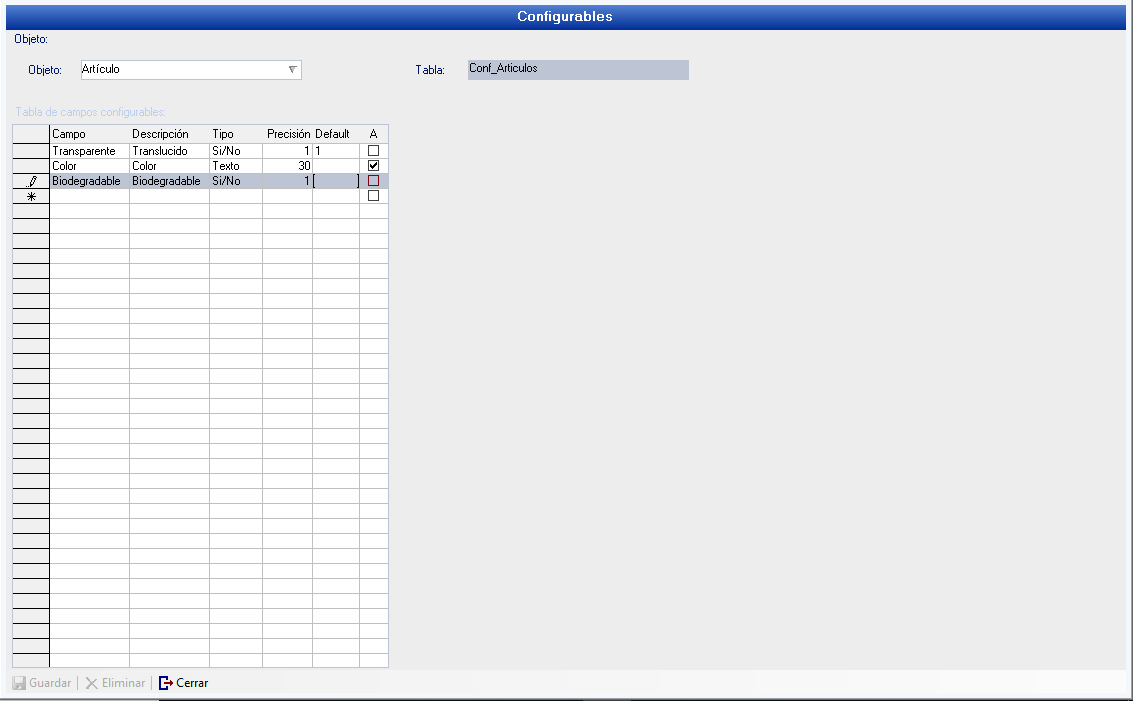 Configurables
Objeto:
Objeto: Artículo Tabla: Conf_Articulos
Tabla de campos configurables:
Campo Descripción Tipo Precisión Default A
Transparente Translucido Si/No 1 1
Color Color Texto 30
Biodegradable Biodegradable Si/No 1
Guardar Eliminar Cerrar